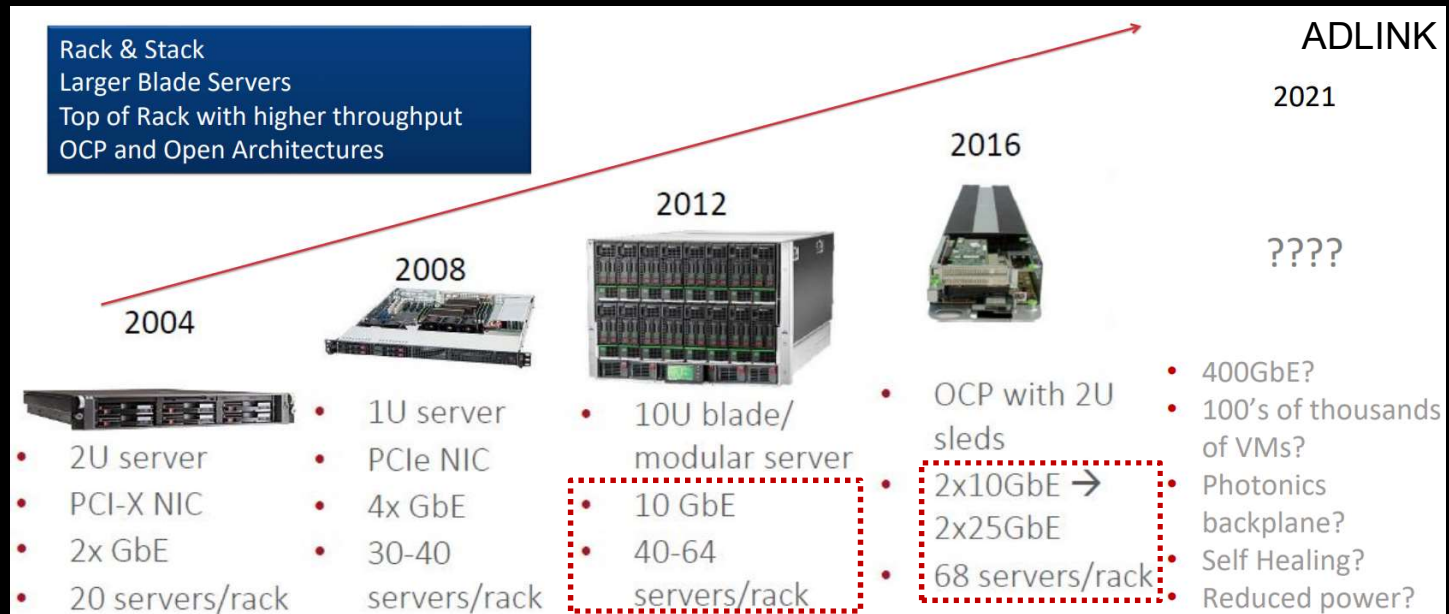 Rack & Stack
Larger Blade Servers
Top of Rack with higher throughput
OCP and Open Architectures
ADLINK
2004
• 2U server
• PCI-X NIC
• 2x GbE
• 20 servers/rack
2008
• 1U server
• PCIe NIC
• 4x GbE
• 30-40
servers/rack
2012
• 10U blade/
modular server
• 10 GbE
• 40-64
servers/rack
2016
• OCP with 2U
sleds
• 2x10GbE →
2x25GbE
• 68 servers/rack
2021
????
• 400GbE?
• 100's of thousands
of VMs?
• Photonics
backplane?
• Self Healing?
• Reduced power?